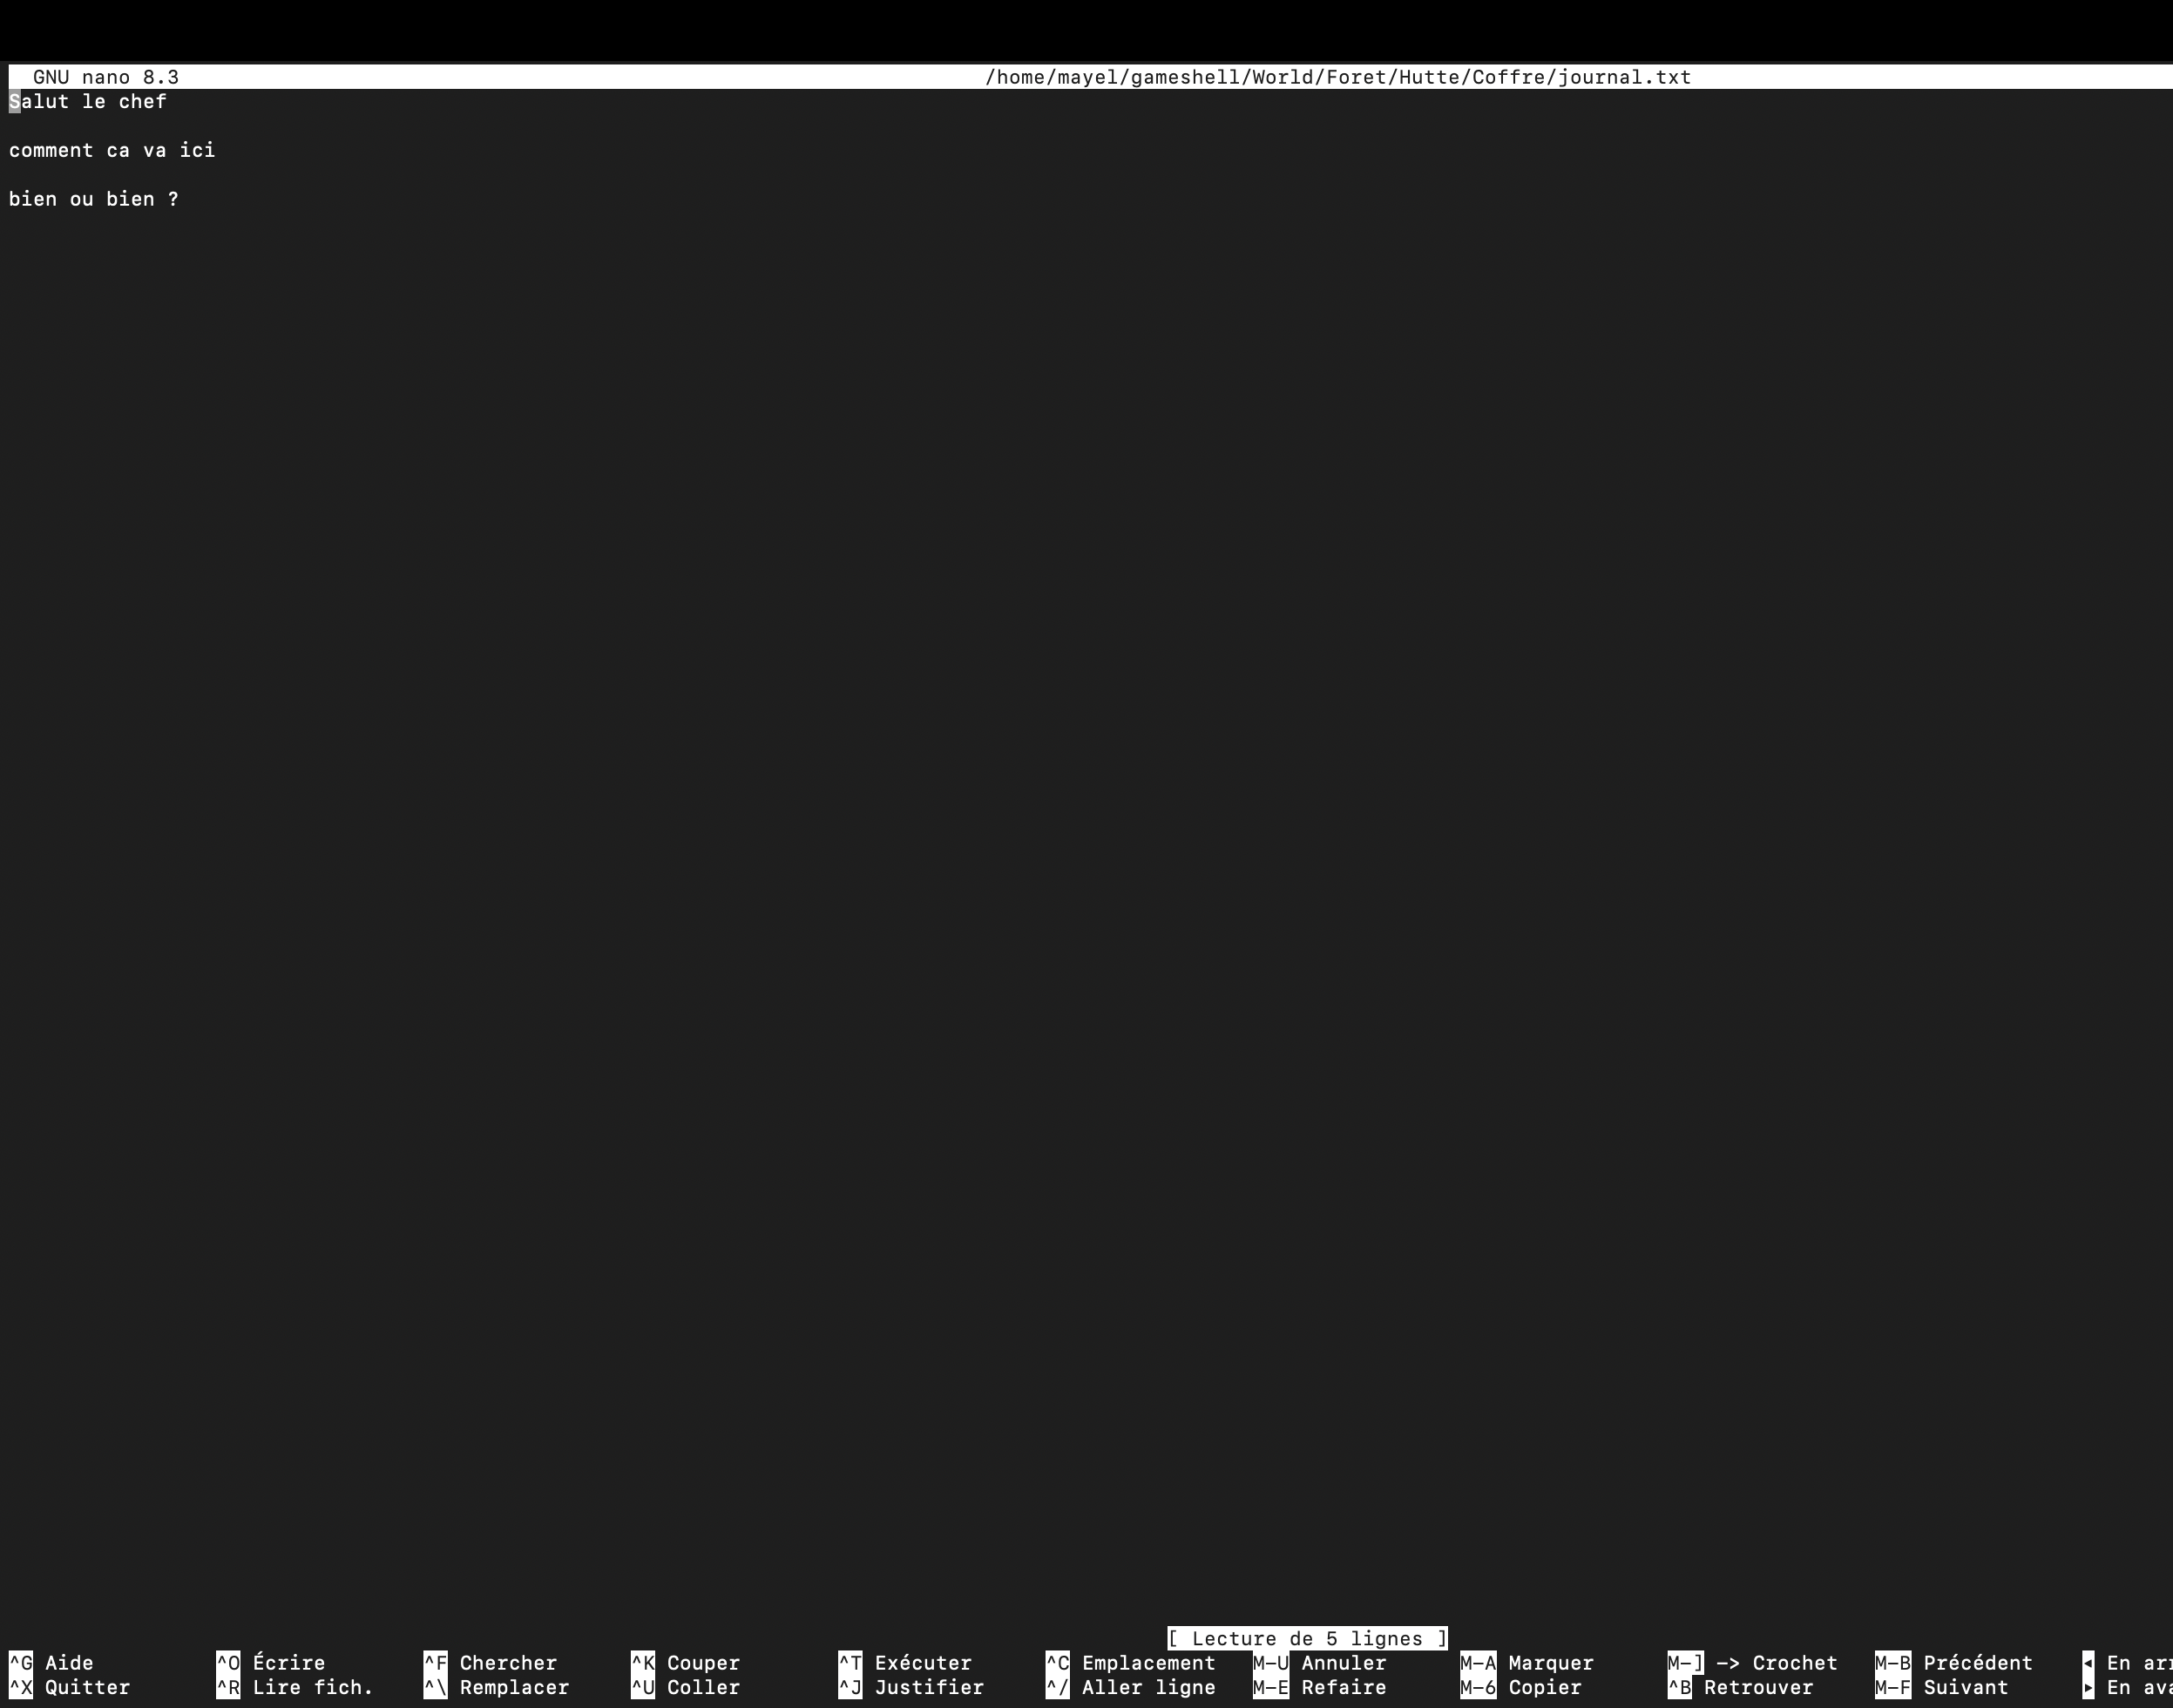 GNU nano 8.3 /home/mayel/gameshell/World/Foret/Hutte/Coffre/journal.txt
Salut le chef
comment ca va ici
bien ou bien ?
[ Lecture de 5 lignes ]
^G Aide ^O Écrire ^F Chercher ^K Couper ^T Exécuter ^C Emplacement M-U Annuler M-A Marquer M-] -> Crochet M-B Précédent ◂ En arr
^X Quitter ^R Lire fich. ^\ Remplacer ^U Coller ^J Justifier ^/ Aller ligne M-E Refaire M-6 Copier ^B Retrouver M-F Suivant ▸ En ava